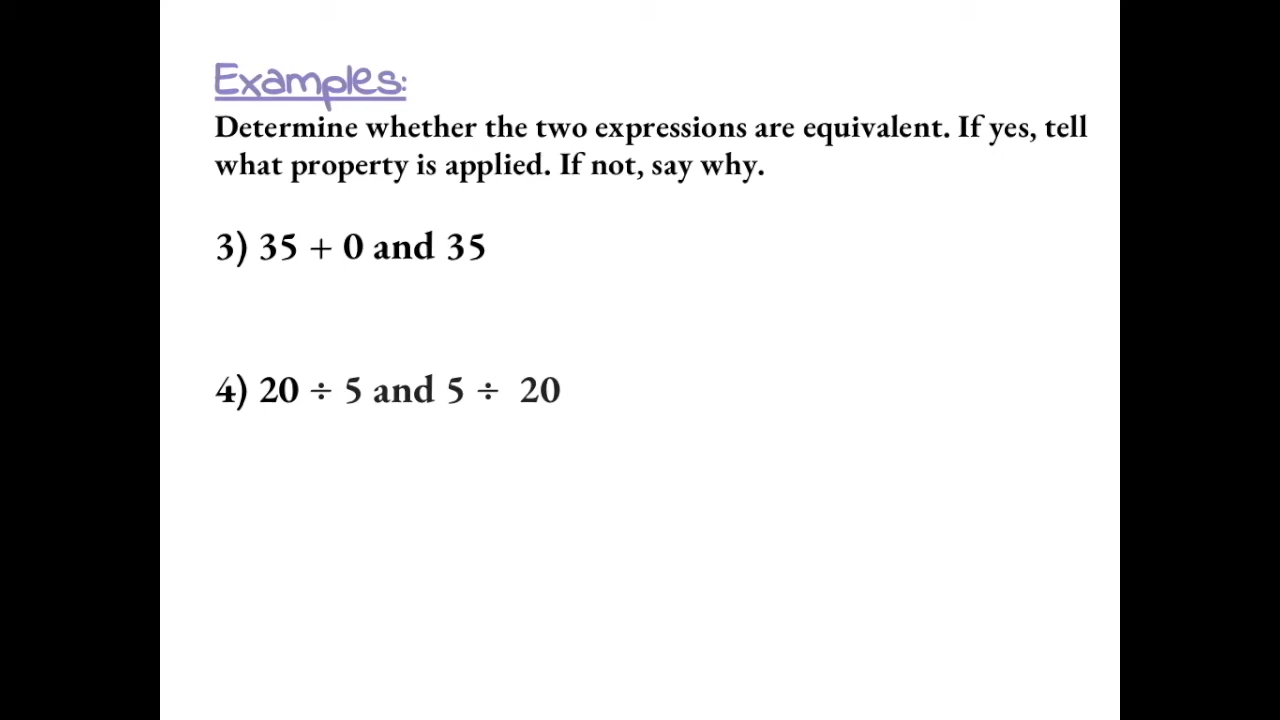 Examples:
Determine whether the two expressions are equivalent. If yes, tell
what property is applied. If not, say why.
3) 35 + 0 and 35
4) 20 ÷ 5 and 5 ÷ 20